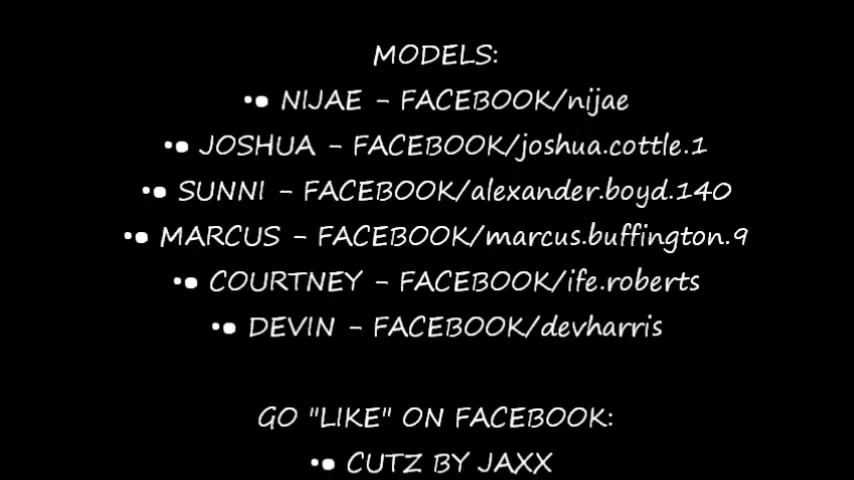 MODELS:
•● NIJAE - FACEBOOK/nijae
•● JOSHUA - FACEBOOK/joshua.cottle.1
•● SUNNI - FACEBOOK/alexander.boyd.140
•● MARCUS - FACEBOOK/marcus.buffington.9
•● COURTNEY - FACEBOOK/ife.roberts
•● DEVIN - FACEBOOK/devharris
GO "LIKE" ON FACEBOOK:
•● CUTZ BY JAXX